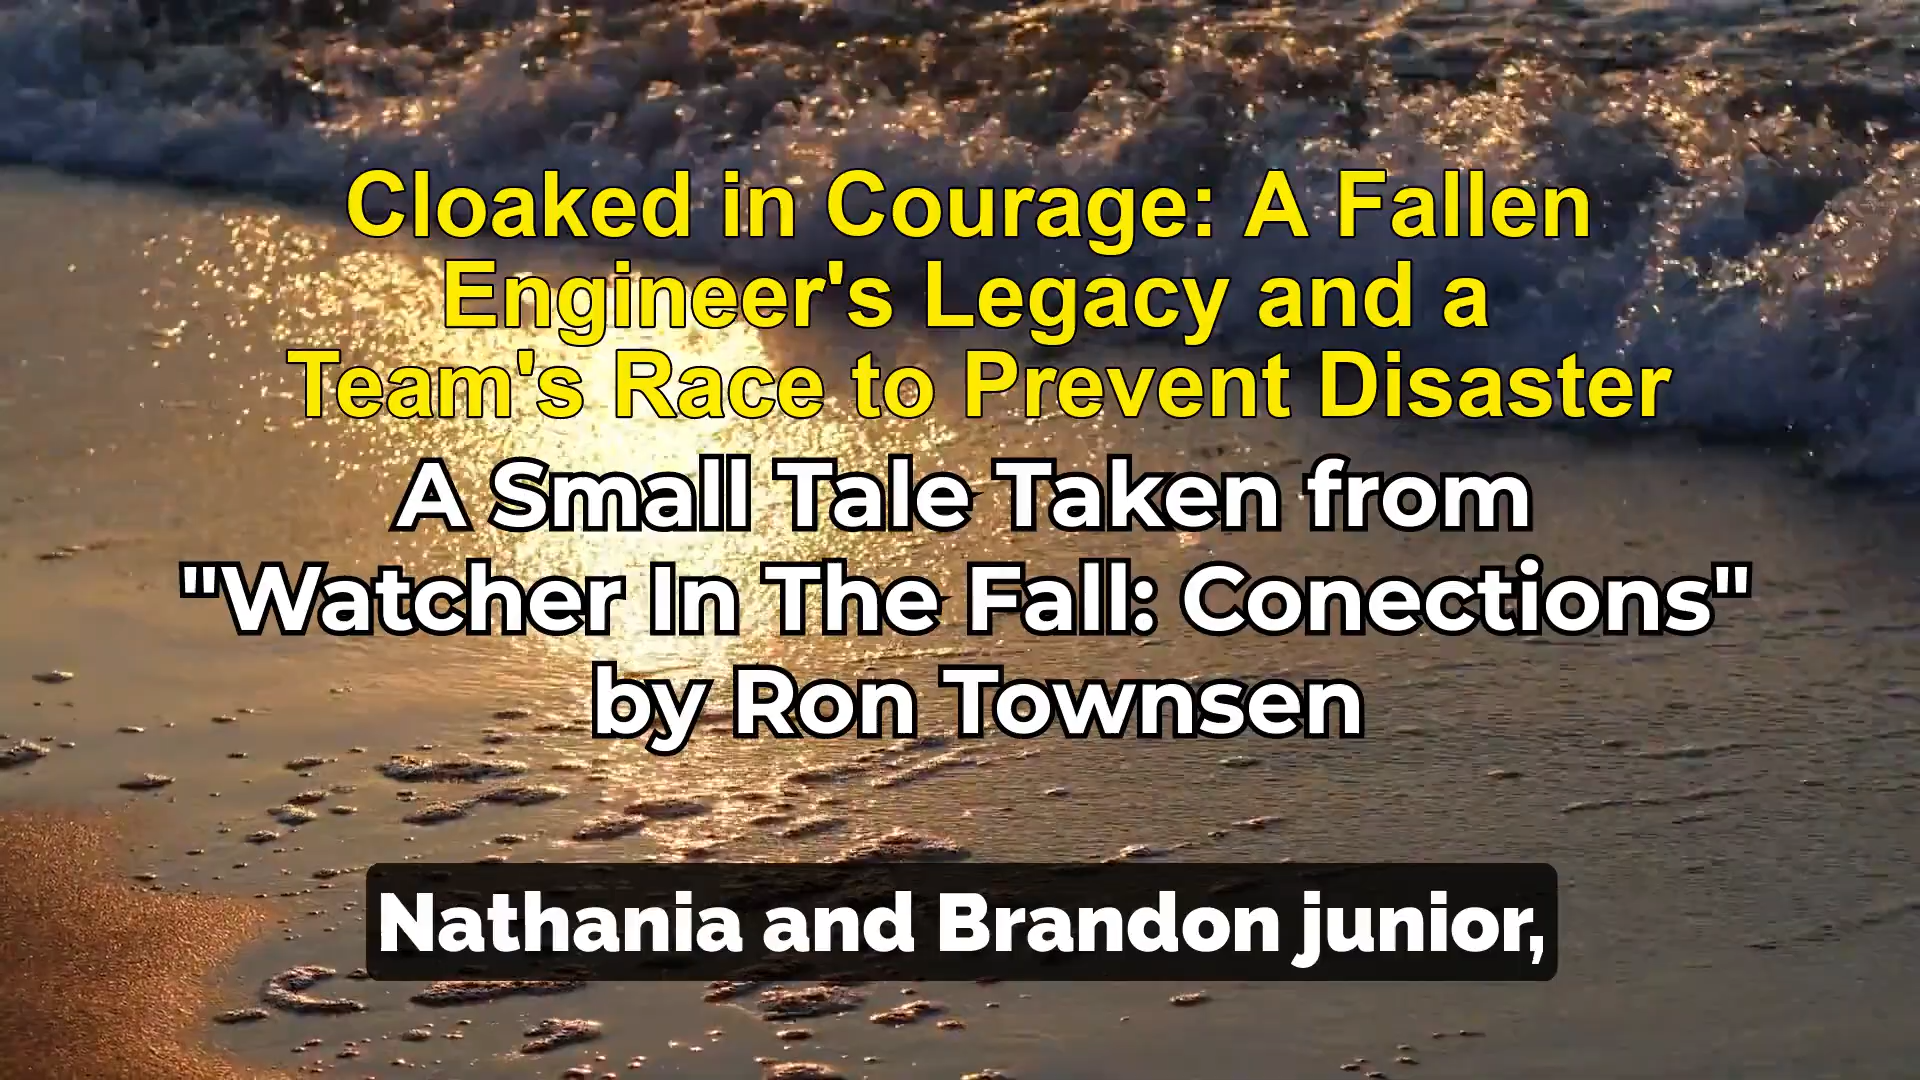 Cloaked in Courage: A Fallen
Engineer's Legacy and a
Team's Race to Prevent Disaster
A Small Tale Taken from
"Watcher In The Fall: Conections"
by Ron Townsen
Nathania and Brandon junior,